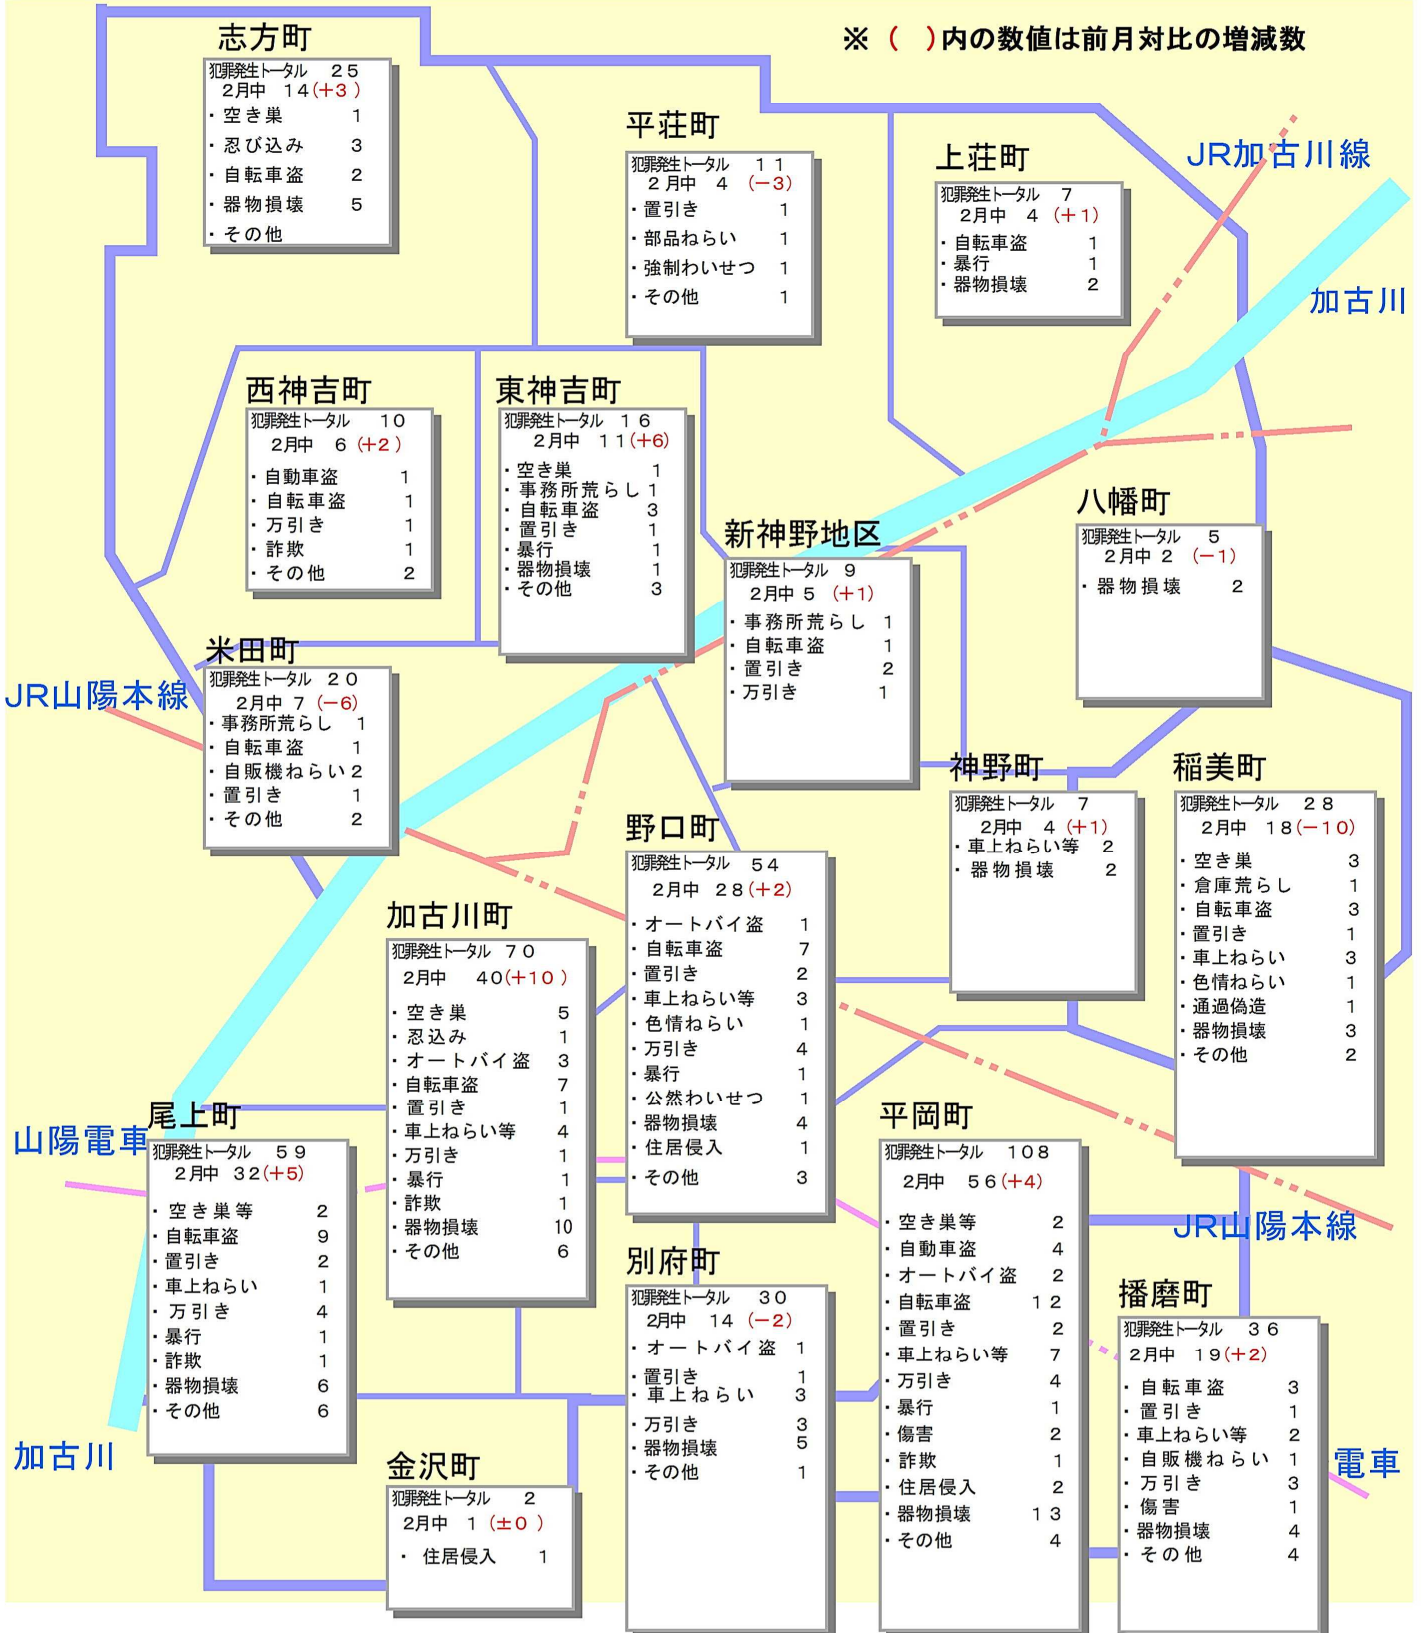 ※（　）内の数値は前月対比の増減数
志方町
犯罪発生トータル　２５
２月中　１４(＋３ )
・空き巣　１
・忍び込み　３
・自転車盗　２
・器物損壊　５
・その他
平荘町
犯罪発生トータル　１１
２月中　４　(－３)
・置引き　１
・部品ねらい　１
・強制わいせつ　１
・その他　１
上荘町
犯罪発生トータル　７
２月中　４　(＋１)
・自転車盗　１
・暴行　１
・器物損壊　２
JR加古川線
加古川
西神吉町
犯罪発生トータル　１０
２月中　６ (＋２ )
・自動車盗　１
・自転車盗　１
・万引き　１
・詐欺　１
・その他　２
東神吉町
犯罪発生トータル　１６
２月中　１１(＋６)
・空き巣　１
・事務所荒らし　１
・自転車盗　３
・置引き　１
・暴行　１
・器物損壊　１
・その他　３
新神野地区
犯罪発生トータル　９
２月中 ５　(＋１)
・事務所荒らし　１
・自転車盗　１
・置引き　２
・万引き　１
八幡町
犯罪発生トータル　５
２月中 ２　(－１)
・器物損壊　２
米田町
犯罪発生トータル　２０
２月中 ７ (－６)
・事務所荒らし　１
・自転車盗　１
・自販機ねらい　２
・置引き　１
・その他　２
JR山陽本線
神野町
犯罪発生トータル　７
２月中　４ (＋１)
・車上ねらい等　２
・器物損壊　２
稲美町
犯罪発生トータル　２８
２月中　１８(－１０)
・空き巣　３
・倉庫荒らし　１
・自転車盗　３
・置引き　１
・車上ねらい　３
・色情ねらい　１
・通過偽造　１
・器物損壊　３
・その他　２
野口町
犯罪発生トータル　５４
２月中　２８(＋２)
・オートバイ盗　１
・自転車盗　７
・置引き　２
・車上ねらい等　３
・色情ねらい　１
・万引き　４
・暴行　１
・公然わいせつ　１
・器物損壊　４
・住居侵入　１
・その他　３
加古川町
犯罪発生トータル　７０
２月中　４０(＋１０ )
・空き巣　５
・忍込み　１
・オートバイ盗　３
・自転車盗　７
・置引き　１
・車上ねらい等　４
・万引き　１
・暴行　１
・詐欺　１
・器物損壊　10
・その他　６
尾上町
山陽電車
犯罪発生トータル　５９
２月中　３２(＋５)
・空き巣等　２
・自転車盗　９
・置引き　２
・車上ねらい　１
・万引き　４
・暴行　１
・詐欺　１
・器物損壊　６
・その他　６
加古川
平岡町
犯罪発生トータル　１０８
２月中　５６(＋４)
・空き巣等　２
・自動車盗　４
・オートバイ盗　２
・自転車盗　１２
・置引き　２
・車上ねらい等　７
・万引き　４
・暴行　１
・傷害　２
・詐欺　１
・住居侵入　２
・器物損壊　１３
・その他　４
JR山陽本線
別府町
犯罪発生トータル　３０
２月中　１４　(－２)
・オートバイ盗　１
・置引き　１
・車上ねらい　３
・万引き　３
・器物損壊　５
・その他　１
播磨町
犯罪発生トータル　３６
２月中　１９(＋２)
・自転車盗　３
・置引き　１
・車上ねらい等　２
・自販機ねらい　１
・万引き　３
・傷害　１
・器物損壊　４
・その他　４
電車
金沢町
犯罪発生トータル　２
２月中　１ (±０ )
・住居侵入　１